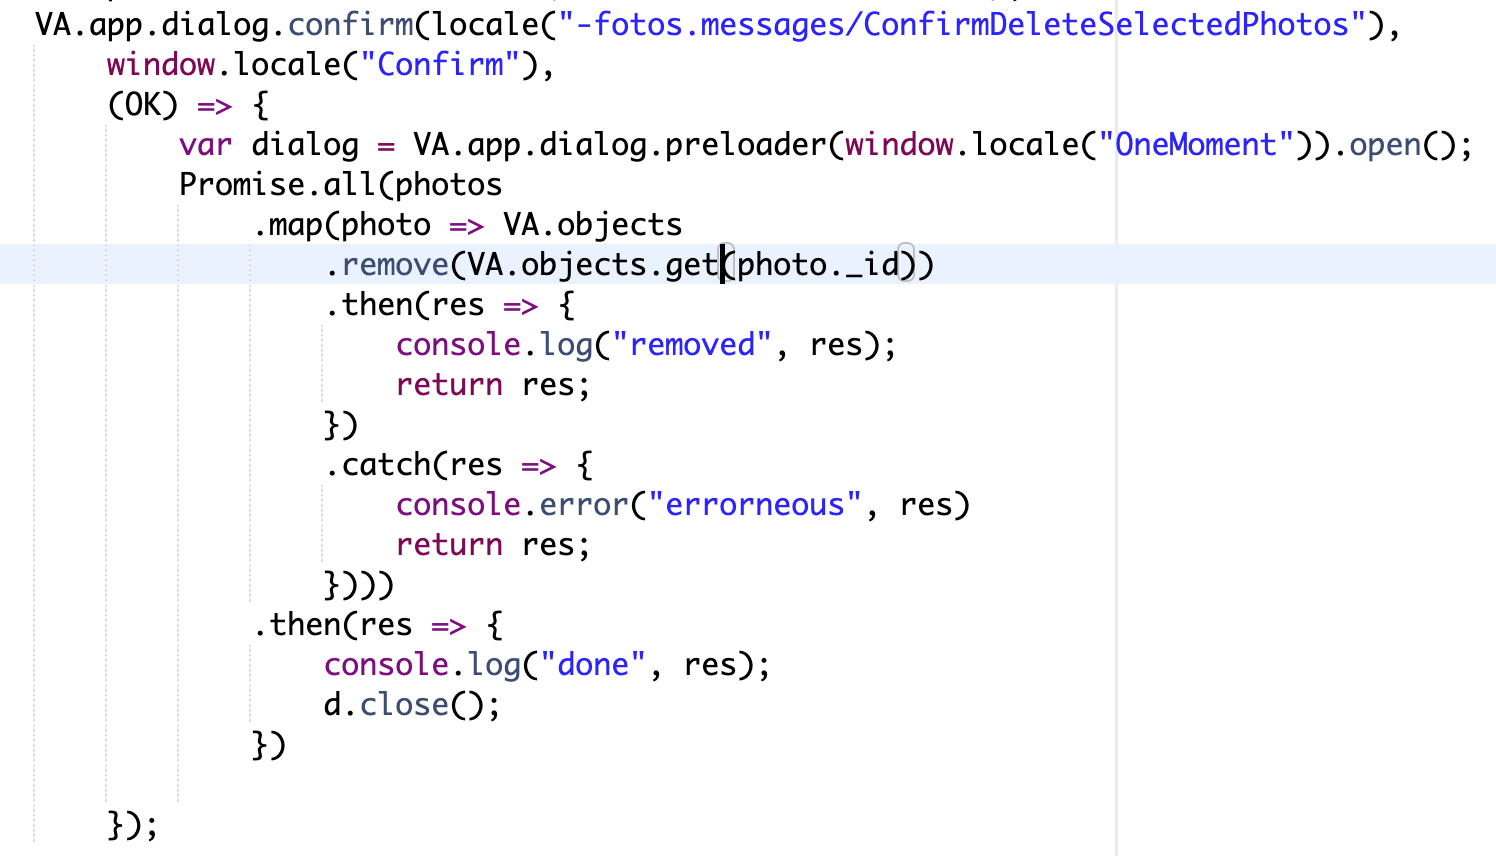 VA.app.dialog.confirm(locale("-fotos.messages/ConfirmDeleteSelectedPhotos"),
window.locale("Confirm"),
(OK) => {
var dialog = VA.app.dialog.preloader(window.locale("OneMoment")).open();
Promise.all(photos
.map(photo => VA.objects
.remove(VA.objects.get(photo._id))
.then(res => {
console.log("removed", res);
return res;
})
.catch(res => {
console.error("errorneous", res)
return res;
})))
.then(res => {
console.log("done", res);
d.close();
})
});